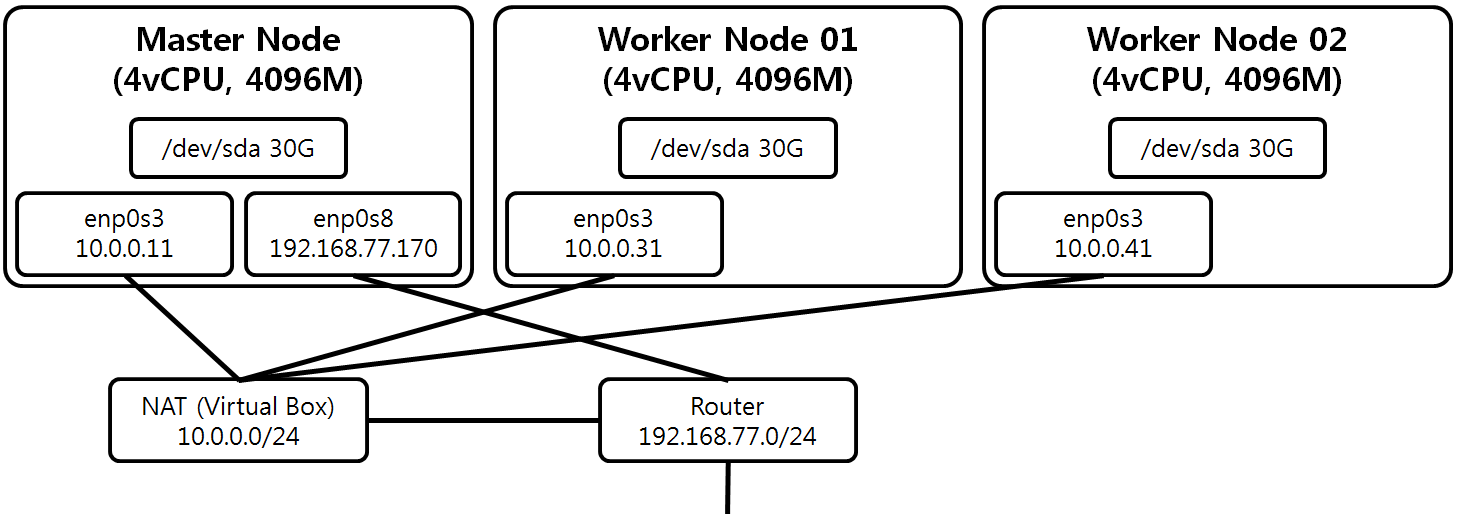 Master Node
(4vCPU, 4096M)
/dev/sda 30G
enp0s3
10.0.0.11
enp0s8
192.168.77.170
Worker Node 01
(4vCPU, 4096M)
/dev/sda 30G
enp0s3
10.0.0.31
Worker Node 02
(4vCPU, 4096M)
/dev/sda 30G
enp0s3
10.0.0.41
NAT (Virtual Box)
10.0.0.0/24
Router
192.168.77.0/24